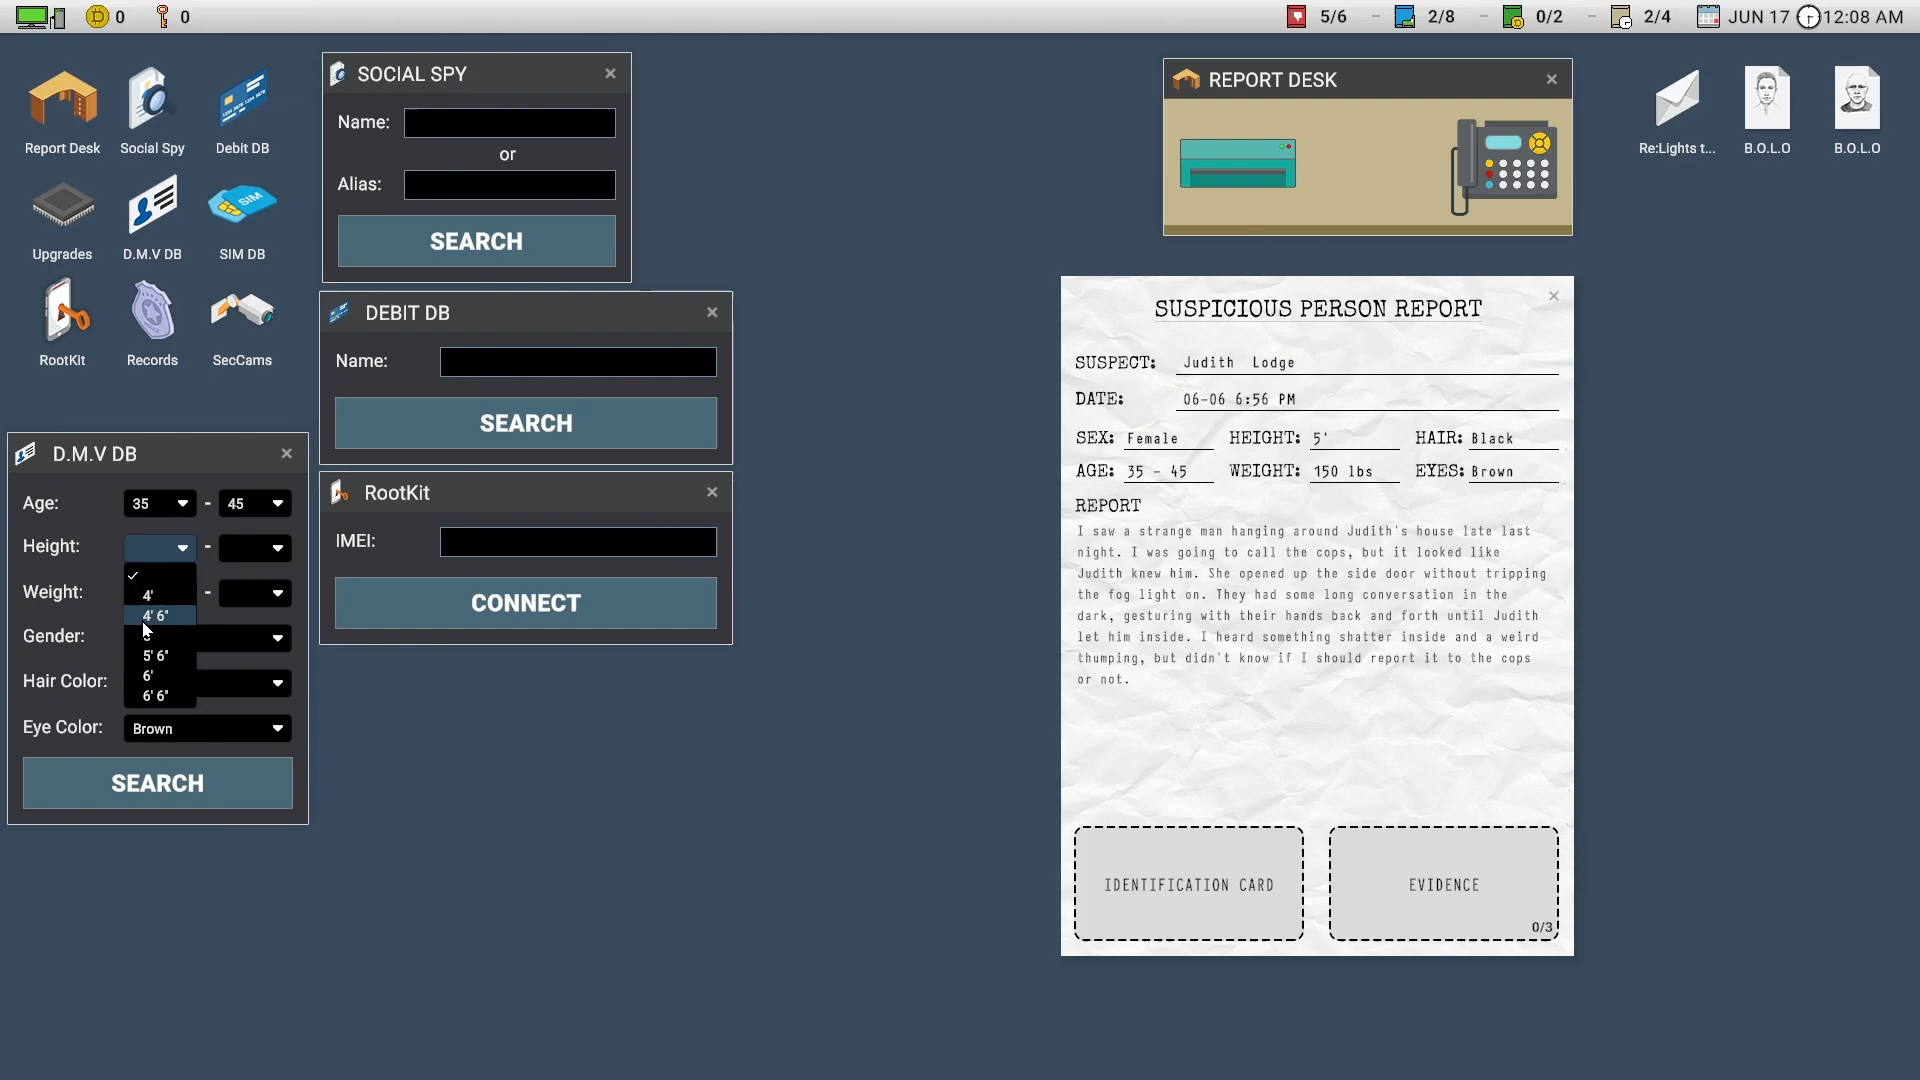 0
0
5/6 - 2/8 - 0/2 - 2/4 JUN 17 12:08 AM
Report Desk
Social Spy
Debit DB
Upgrades
D.M.V DB
SIM DB
RootKit
Records
SecCams
SOCIAL SPY
Name:
or
Alias:
SEARCH
DEBIT DB
Name:
SEARCH
RootKit
IMEI:
CONNECT
D.M.V DB
Age: 35 - 45
Height: -
Weight: -
Gender:
Hair Color:
Eye Color: Brown
4'
4' 6"
5' 6"
6'
6' 6"
SEARCH
REPORT DESK
Re:Lights t...
B.O.L.O
B.O.L.O
SUSPICIOUS PERSON REPORT
SUSPECT: Judith Lodge
DATE: 06-06 6:56 PM
SEX: Female HEIGHT: 5' HAIR: Black
AGE: 35 - 45 WEIGHT: 150 lbs EYES: Brown
REPORT
I saw a strange man hanging around Judith's house late last
night. I was going to call the cops, but it looked like
Judith knew him. She opened up the side door without tripping
the fog light on. They had some long conversation in the
dark, gesturing with their hands back and forth until Judith
let him inside. I heard something shatter inside and a weird
thumping, but didn't know if I should report it to the cops
or not.
IDENTIFICATION CARD
EVIDENCE
0/3